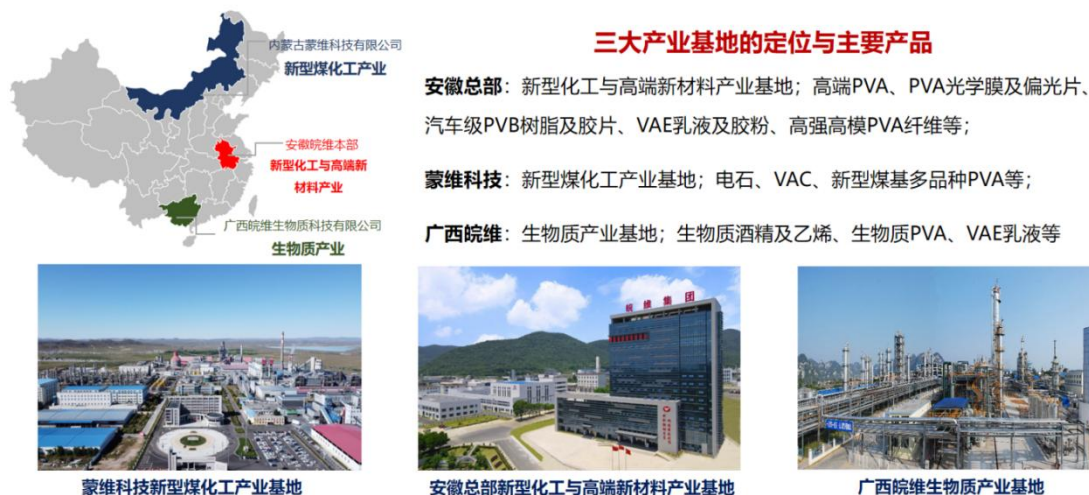 内蒙古蒙维科技有限公司
新型煤化工产业
安徽皖维本部
新型化工与高端新
材料产业
广西皖维生物质科技有限公司
生物质产业
三大产业基地的定位与主要产品
安徽总部：新型化工与高端新材料产业基地；高端PVA、PVA光学膜及偏光片、
汽车级PVB树脂及胶片、VAE乳液及胶粉、高强高模PVA纤维等；
蒙维科技：新型煤化工产业基地；电石、VAC、新型煤基多品种PVA等；
广西皖维：生物质产业基地；生物质酒精及乙烯、生物质PVA、VAE乳液等
皖维集团
蒙维科技新型煤化工产业基地
安徽总部新型化工与高端新材料产业基地
广西皖维生物质产业基地